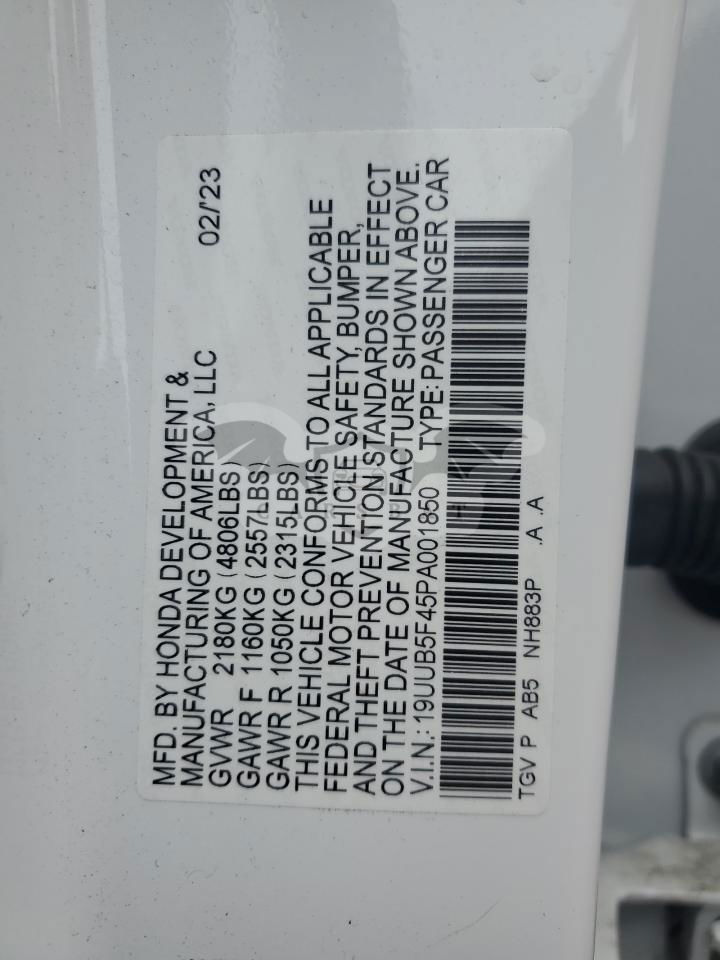 MFD. BY HONDA DEVELOPMENT &
MANUFACTURING OF AMERICA, LLC 02/'23
GVWR 2180KG (4806LBS)
GAWR F 1160KG (2557LBS)
GAWR R 1050KG (2315LBS)
THIS VEHICLE CONFORMS TO ALL APPLICABLE
FEDERAL MOTOR VEHICLE SAFETY, BUMPER,
AND THEFT PREVENTION STANDARDS IN EFFECT
ON THE DATE OF MANUFACTURE SHOWN ABOVE.
V.I.N.: 19UUB5F45PA001850 TYPE: PASSENGER CAR
TGV P AB5 NH883P .A .A